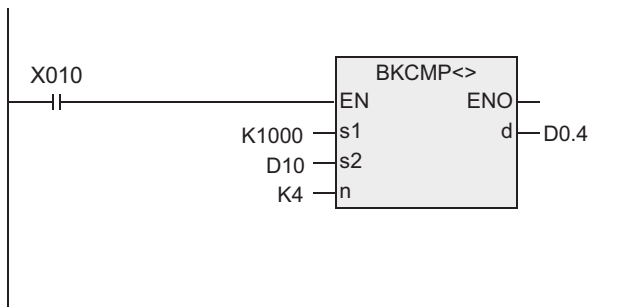 X010
BKCMP<>
EN ENO
K1000 s1 d D0.4
D10 s2
K4 n